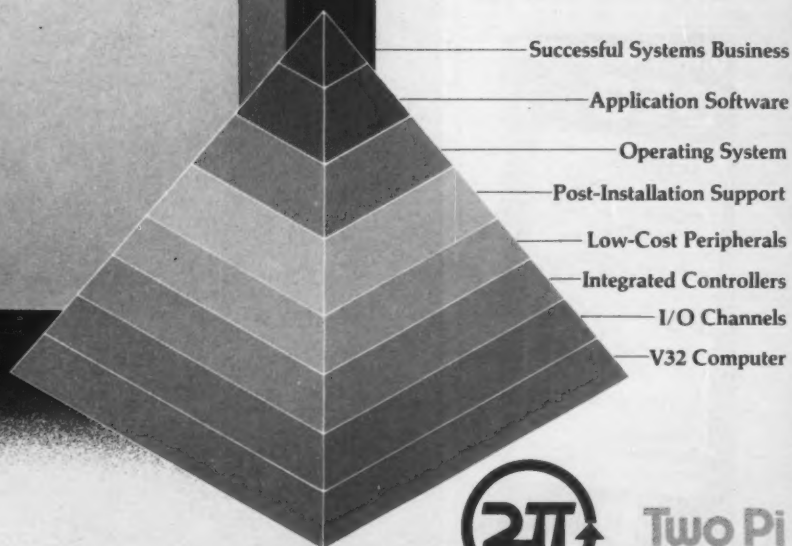 Successful Systems Business
Application Software
Operating System
Post-Installation Support
Low-Cost Peripherals
Integrated Controllers
I/O Channels
V32 Computer
2π
Two Pi